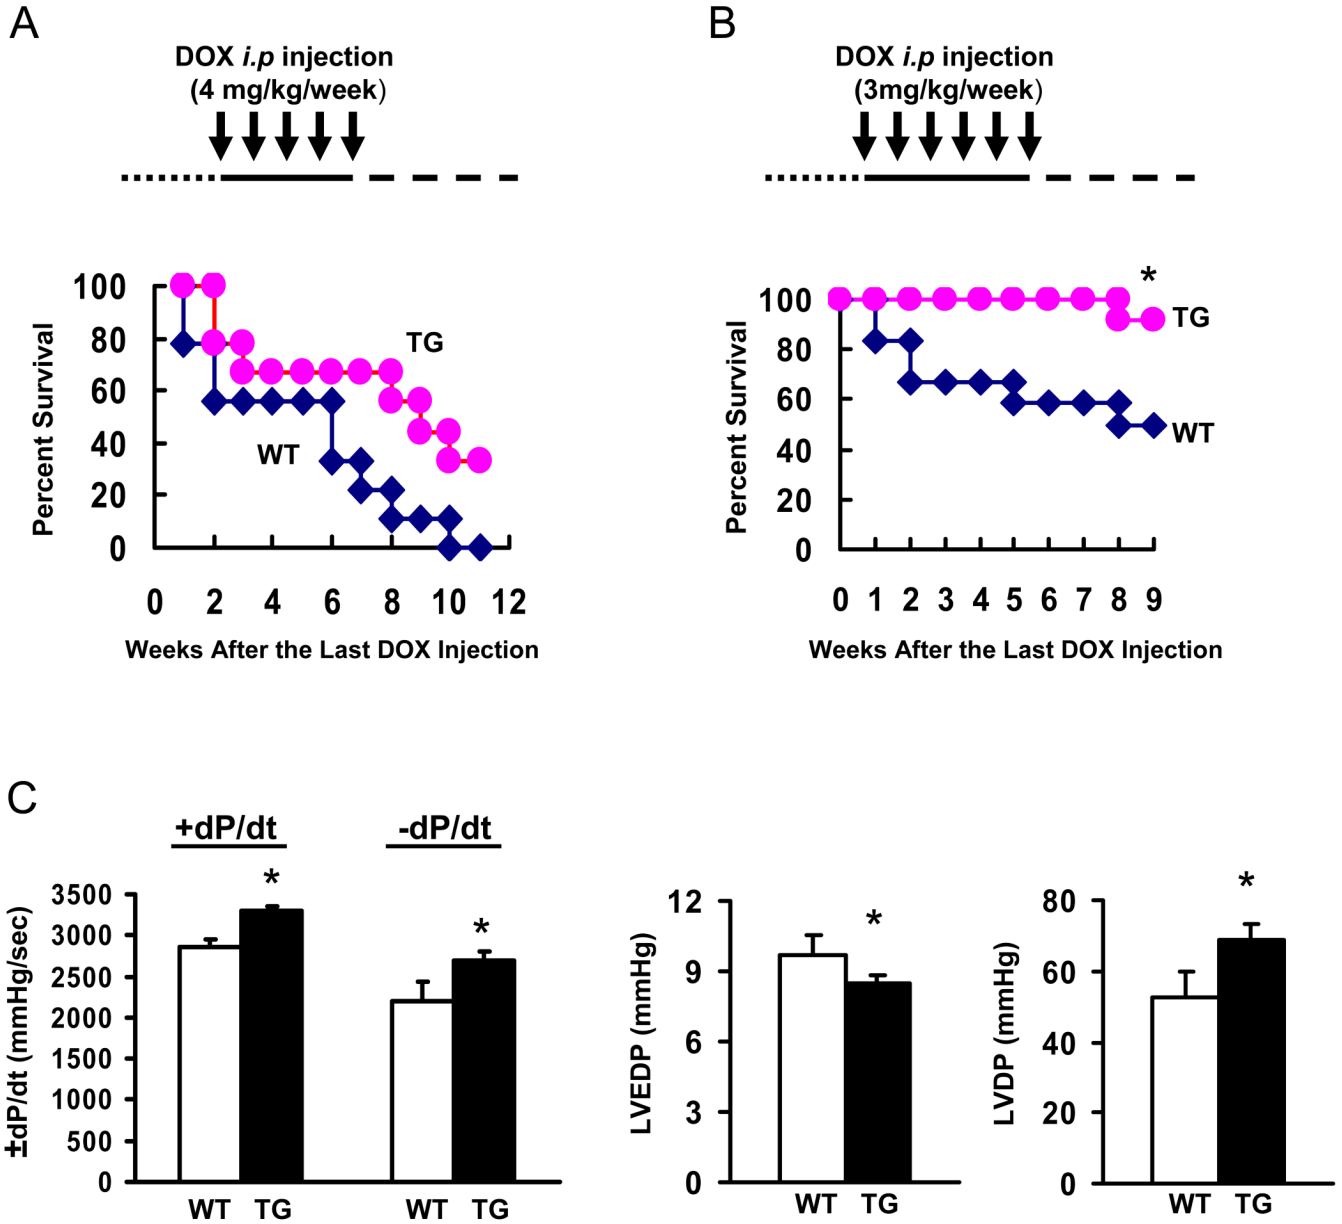 A
DOX i.p injection
(4 mg/kg/week)
100
80
60
40
20
0
Percent Survival
TG
WT
0 2 4 6 8 10 12
Weeks After the Last DOX Injection
B
DOX i.p injection
(3mg/kg/week)
100
80
60
40
20
0
Percent Survival
*
TG
WT
0 1 2 3 4 5 6 7 8 9
Weeks After the Last DOX Injection
C
+dP/dt
-dP/dt
3500
3000
2500
2000
1500
1000
500
0
±dP/dt (mmHg/sec)
*
*
WT TG WT TG
12
9
6
3
0
LVEDP (mmHg)
*
WT TG
80
60
40
20
0
LVDP (mmHg)
*
WT TG